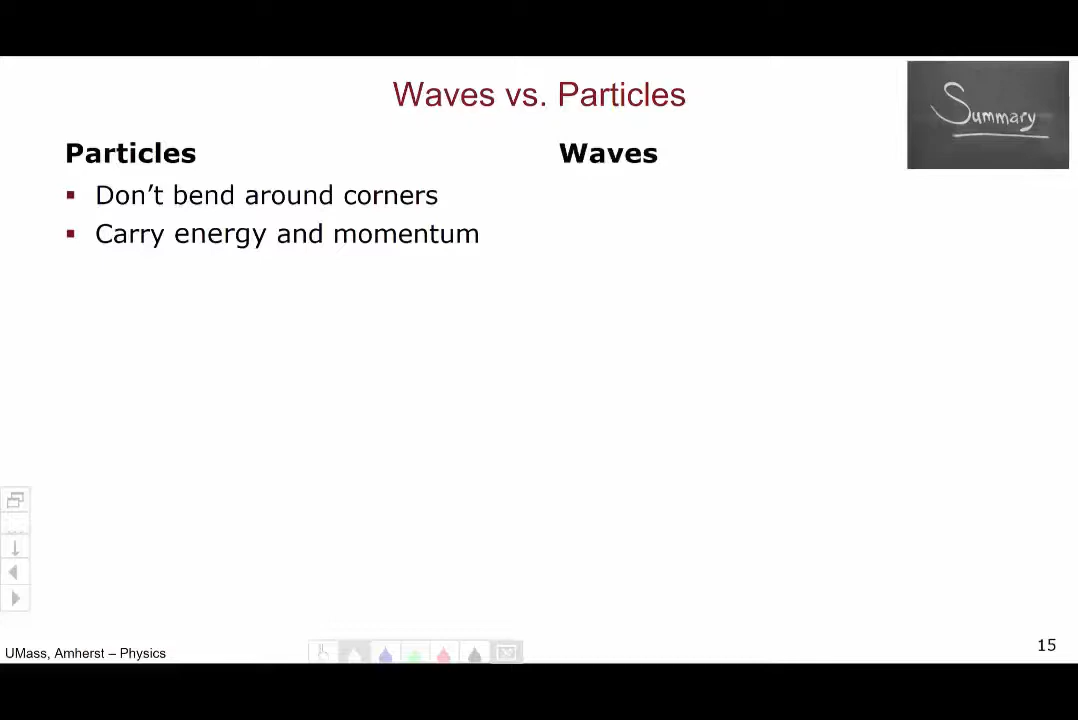 Waves vs. Particles
Summary
Particles
Waves
▪ Don’t bend around corners
▪ Carry energy and momentum
UMass, Amherst – Physics
15